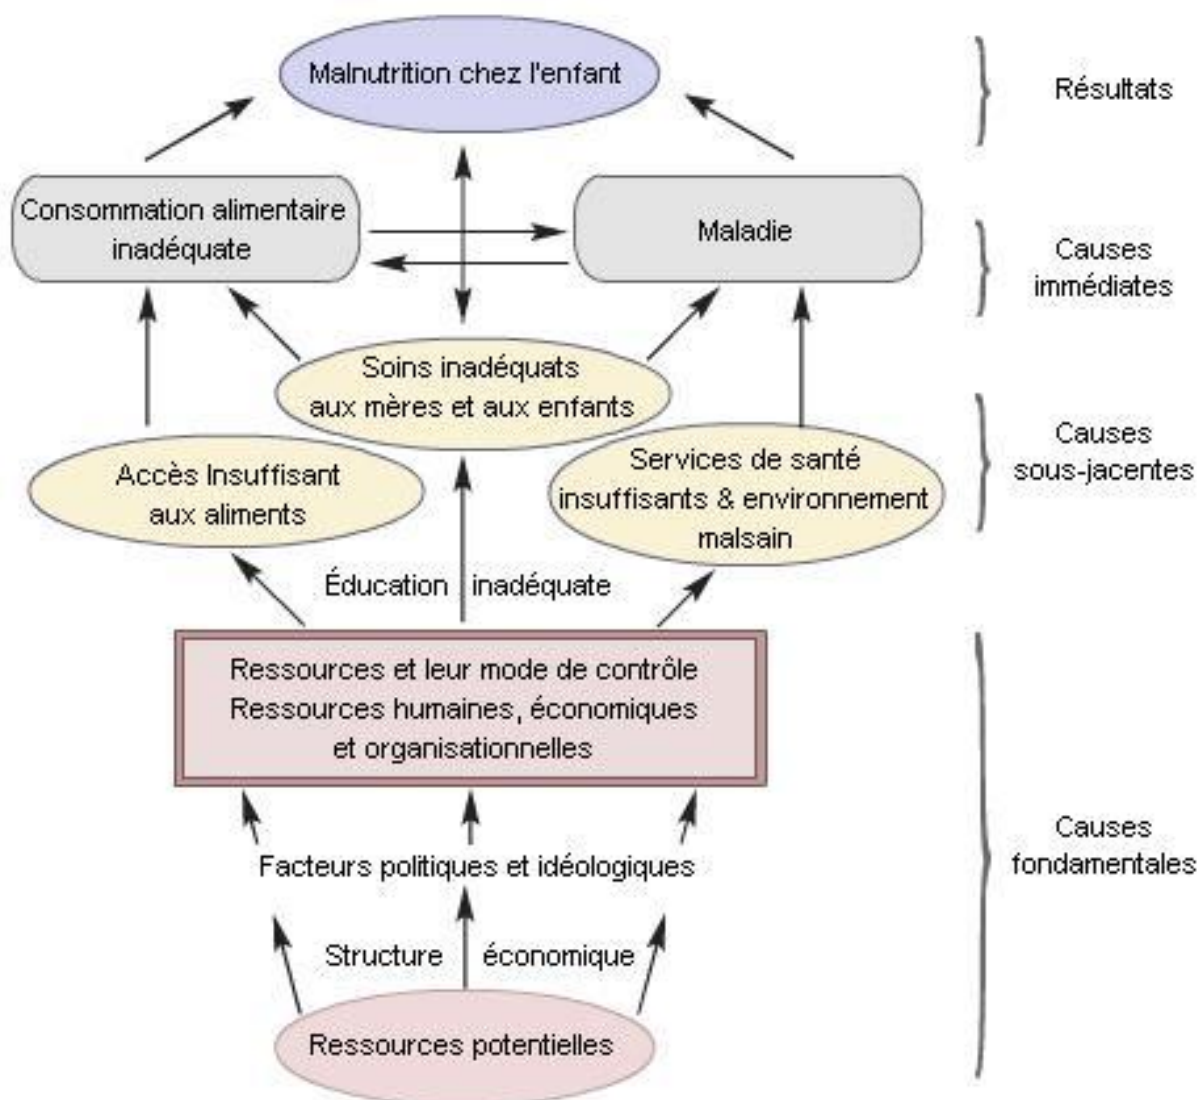 Malnutrition chez l'enfant
Résultats
Consommation alimentaire
inadéquate
Maladie
Causes
immédiates
Soins inadéquats
aux mères et aux enfants
Accès Insuffisant
aux aliments
Services de santé
insuffisants & environnement
malsain
Causes
sous-jacentes
Éducation inadéquate
Ressources et leur mode de contrôle
Ressources humaines, économiques
et organisationnelles
Facteurs politiques et idéologiques
Structure économique
Ressources potentielles
Causes
fondamentales